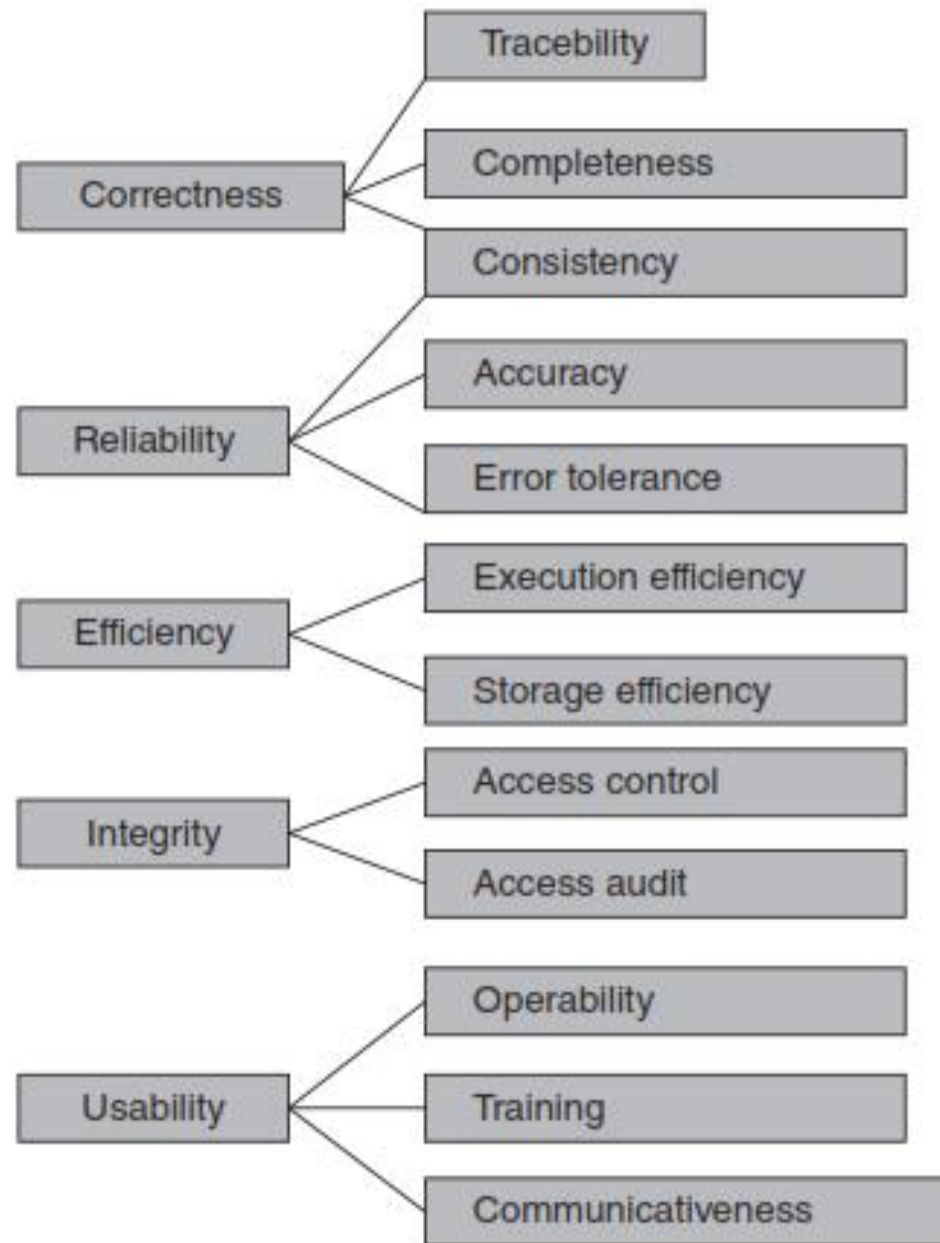 Tracebility
Completeness
Correctness
Consistency
Accuracy
Reliability
Error tolerance
Execution efficiency
Efficiency
Storage efficiency
Access control
Integrity
Access audit
Operability
Usability
Training
Communicativeness